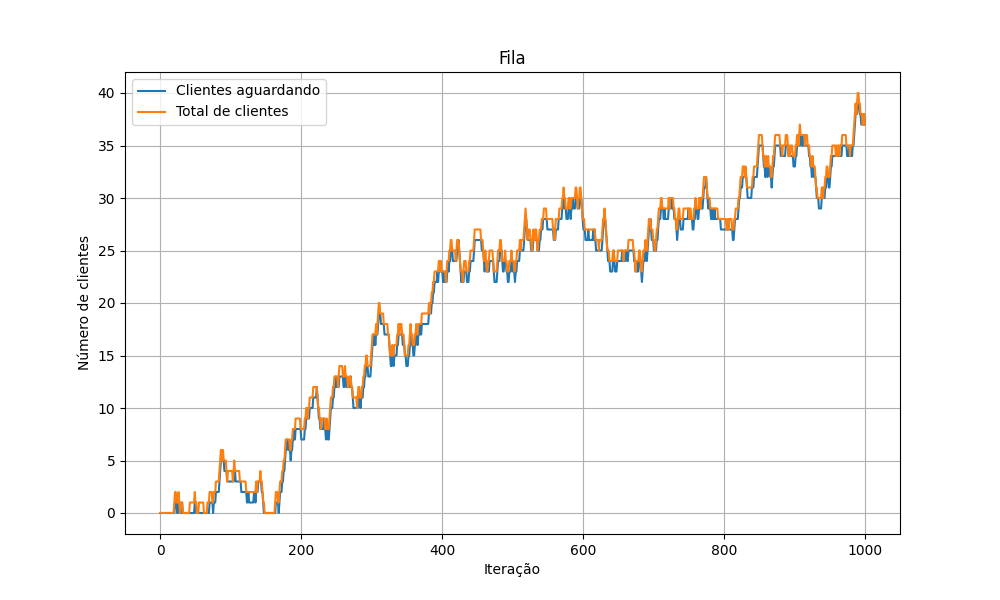 Fila
Clientes aguardando
Total de clientes
40
35
30
25
20
15
10
5
0
Número de clientes
0 200 400 600 800 1000
Iteração